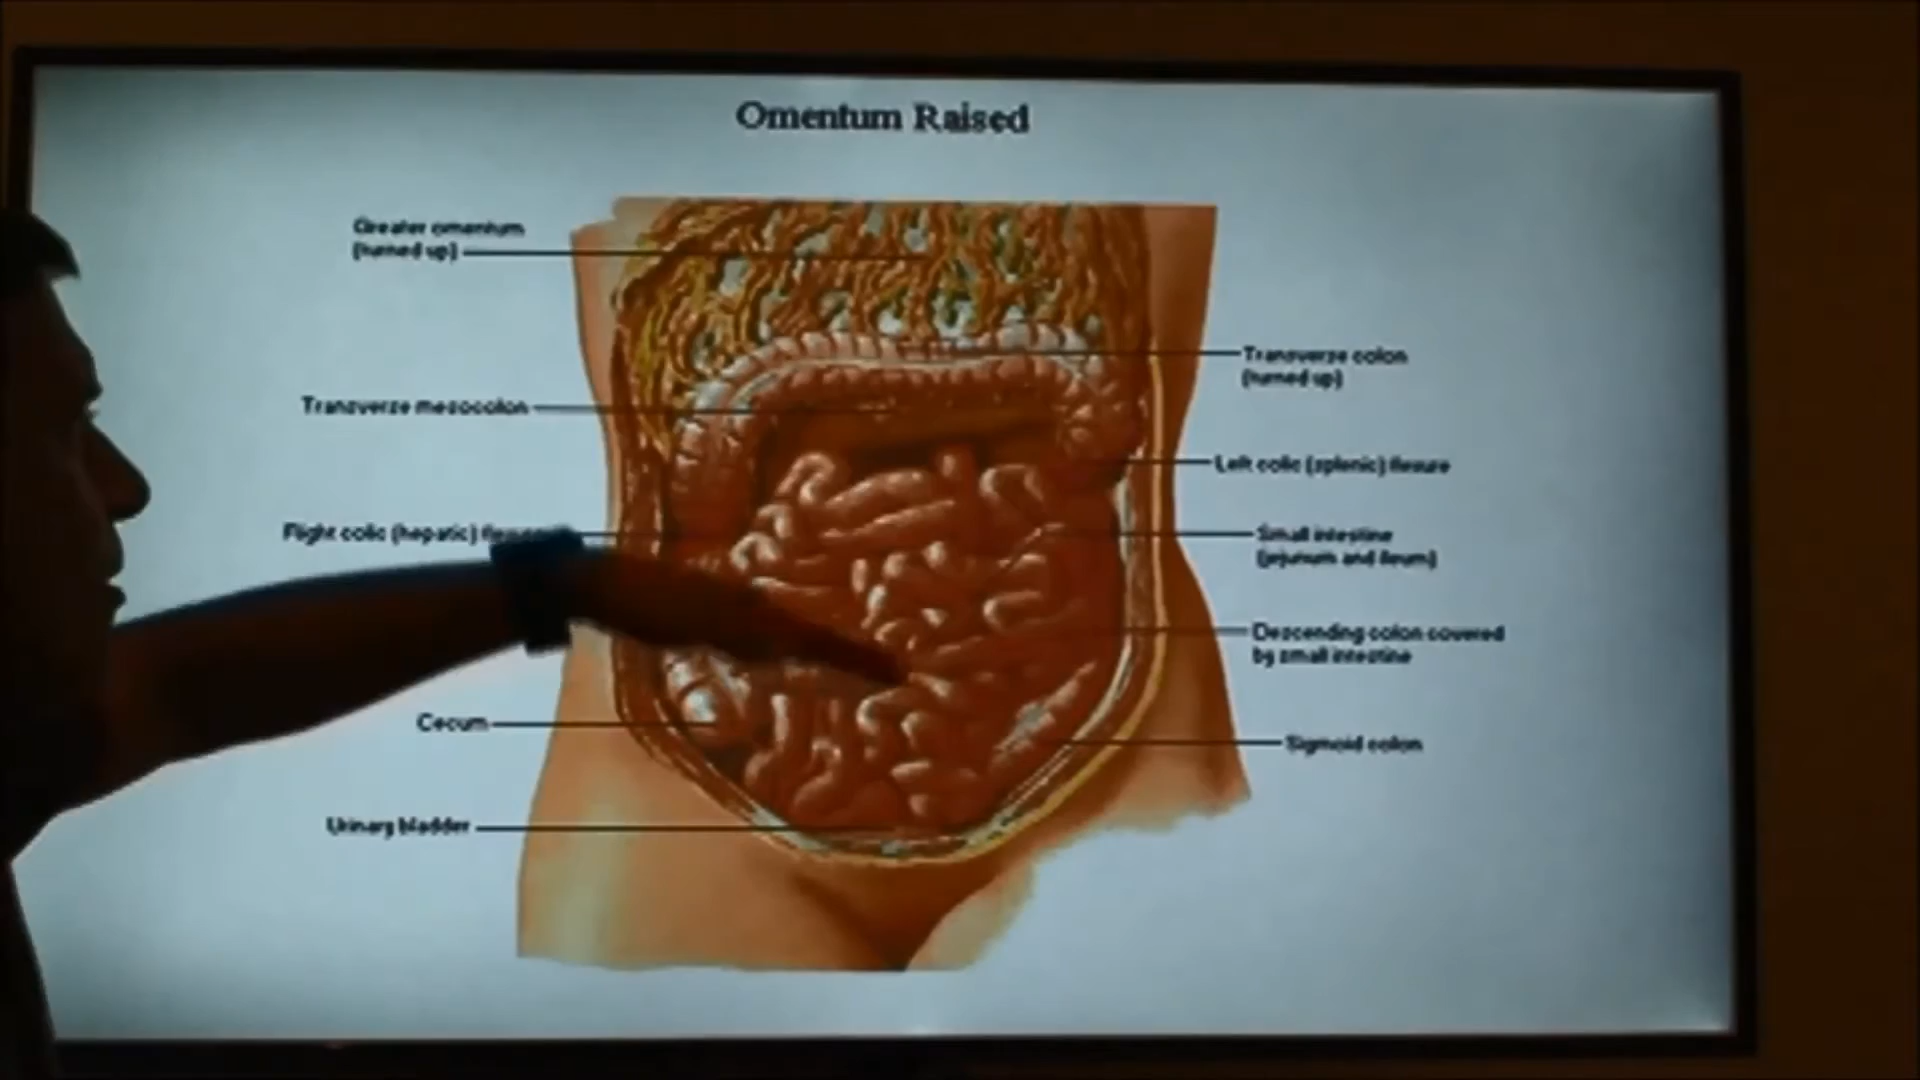 Omentum Raised
Greater omentum
(turned up)
Transverse colon
(turned up)
Transverse mesocolon
Left colic (splenic) flexure
Right colic (hepatic)
Small intestine
(jejunum and ileum)
Descending colon covered
by small intestine
Cecum
Sigmoid colon
Urinary bladder